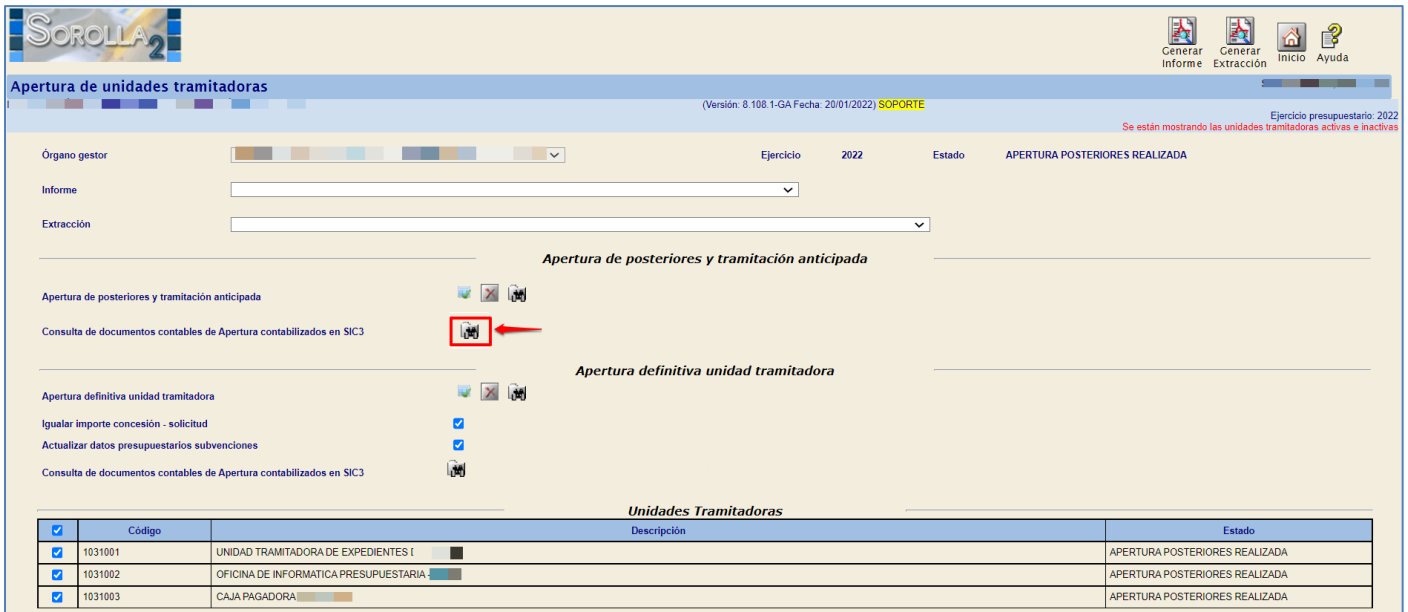 SOROLLA2
Generar Informe
Generar Extracción
Inicio
Ayuda
Apertura de unidades tramitadoras
(Versión: 8.108.1-GA Fecha: 20/01/2022) SOPORTE
Ejercicio presupuestario: 2022
Se están mostrando las unidades tramitadoras activas e inactivas
Órgano gestor Ejercicio 2022 Estado APERTURA POSTERIORES REALIZADA
Informe
Extracción
Apertura de posteriores y tramitación anticipada
Apertura de posteriores y tramitación anticipada
Consulta de documentos contables de Apertura contabilizados en SIC3
Apertura definitiva unidad tramitadora
Apertura definitiva unidad tramitadora
Igualar importe concesión - solicitud
Actualizar datos presupuestarios subvenciones
Consulta de documentos contables de Apertura contabilizados en SIC3
Unidades Tramitadoras
Código Descripción Estado
1031001 UNIDAD TRAMITADORA DE EXPEDIENTES APERTURA POSTERIORES REALIZADA
1031002 OFICINA DE INFORMATICA PRESUPUESTARIA - APERTURA POSTERIORES REALIZADA
1031003 CAJA PAGADORA APERTURA POSTERIORES REALIZADA